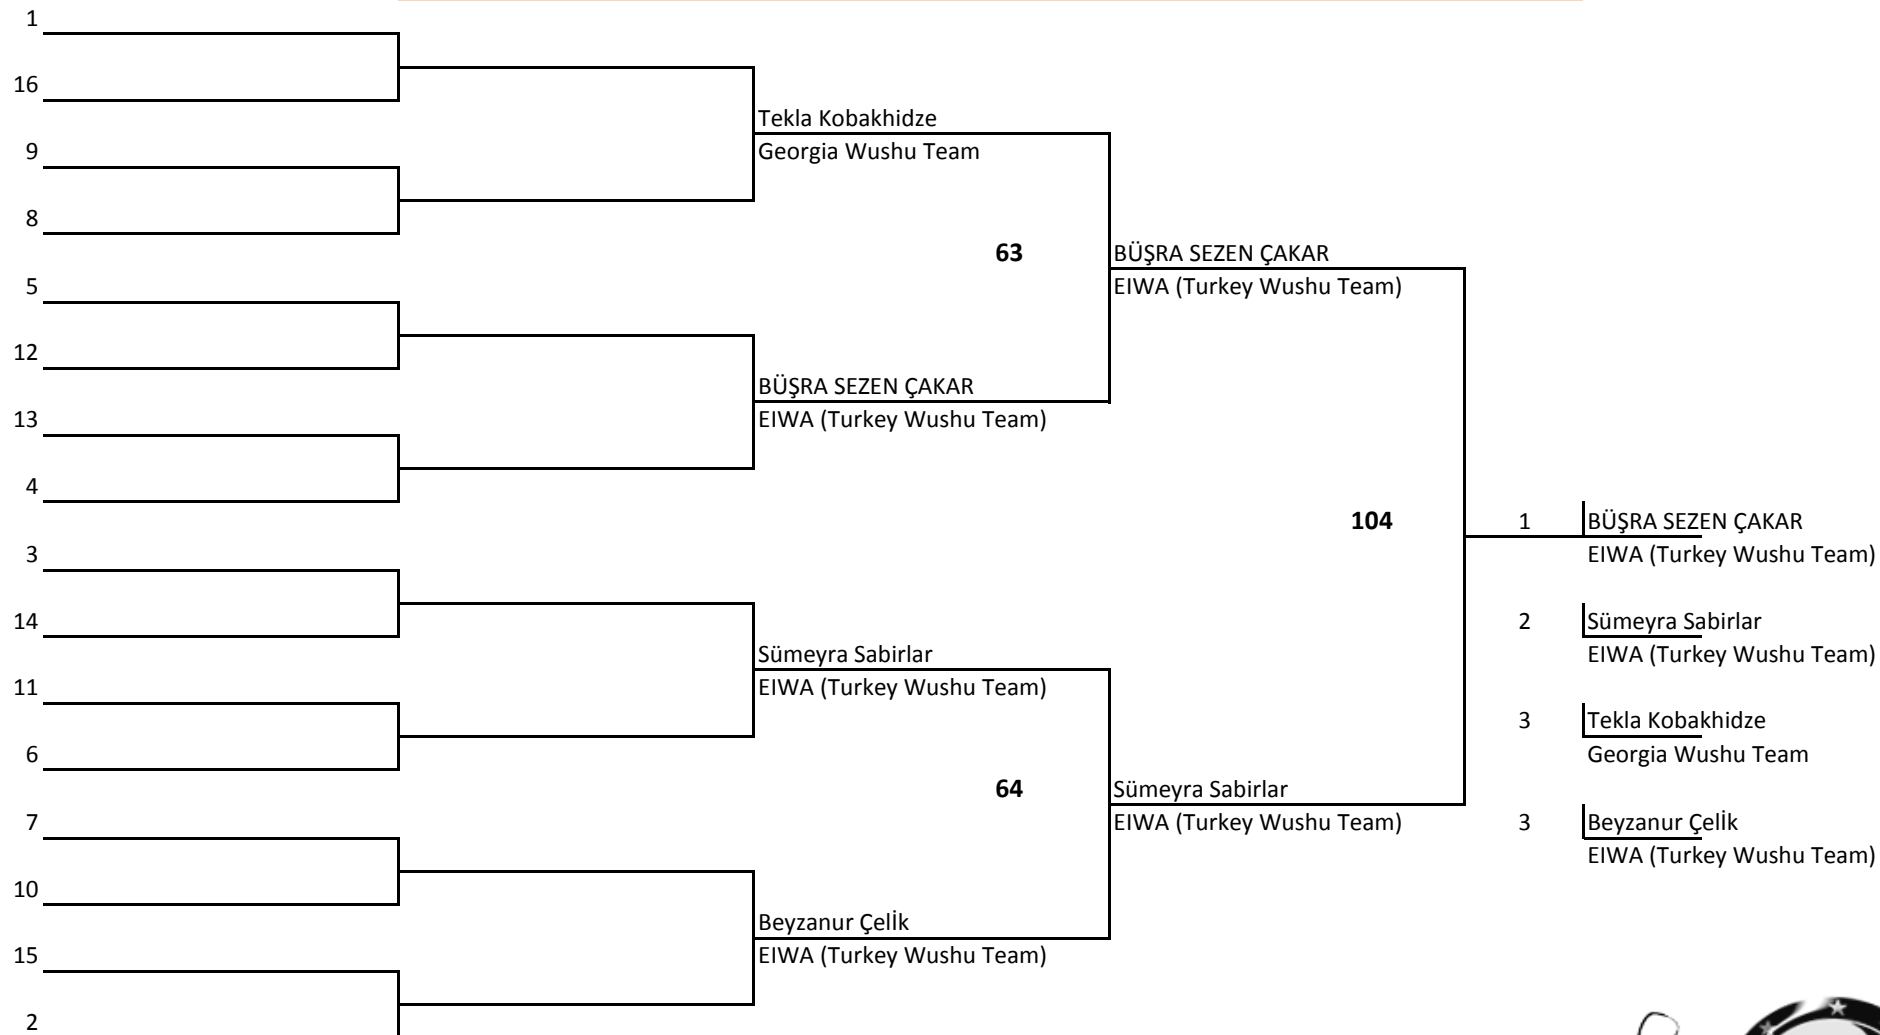 1
16
Tekla Kobakhidze
9
Georgia Wushu Team
8
63
BÜŞRA SEZEN ÇAKAR
5
EIWA (Turkey Wushu Team)
12
BÜŞRA SEZEN ÇAKAR
13
EIWA (Turkey Wushu Team)
4
104
1
BÜŞRA SEZEN ÇAKAR
3
EIWA (Turkey Wushu Team)
14
2
Sümeyra Sabirlar
Sümeyra Sabirlar
EIWA (Turkey Wushu Team)
11
EIWA (Turkey Wushu Team)
3
Tekla Kobakhidze
6
Georgia Wushu Team
64
Sümeyra Sabirlar
7
EIWA (Turkey Wushu Team)
3
Beyzanur Çelİk
EIWA (Turkey Wushu Team)
10
Beyzanur Çelİk
15
EIWA (Turkey Wushu Team)
2